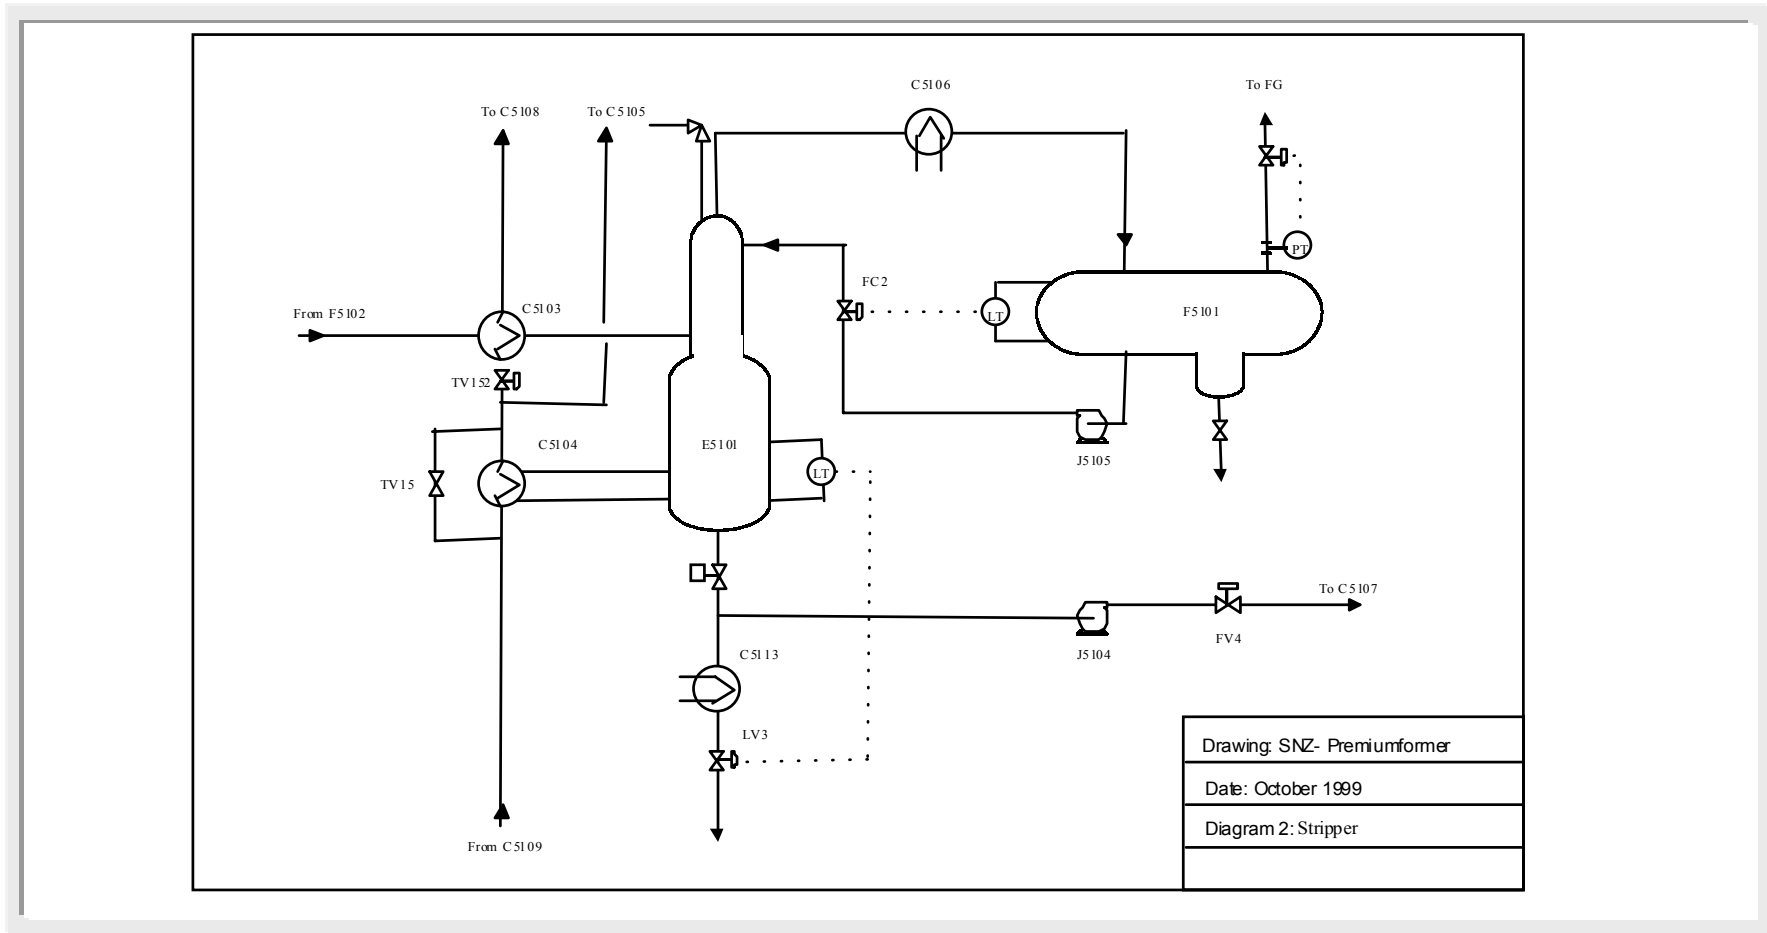 C5106
To FG
To C5108
To C5105
PT
FC2
C5103
From F5102
LT
F5101
TV152
C5104
E5101
J5105
LT
TV15
To C5107
FV4
C5113
J5104
LV3
Drawing: SNZ- Premiumformer
Date: October 1999
Diagram 2: Stripper
From C5109